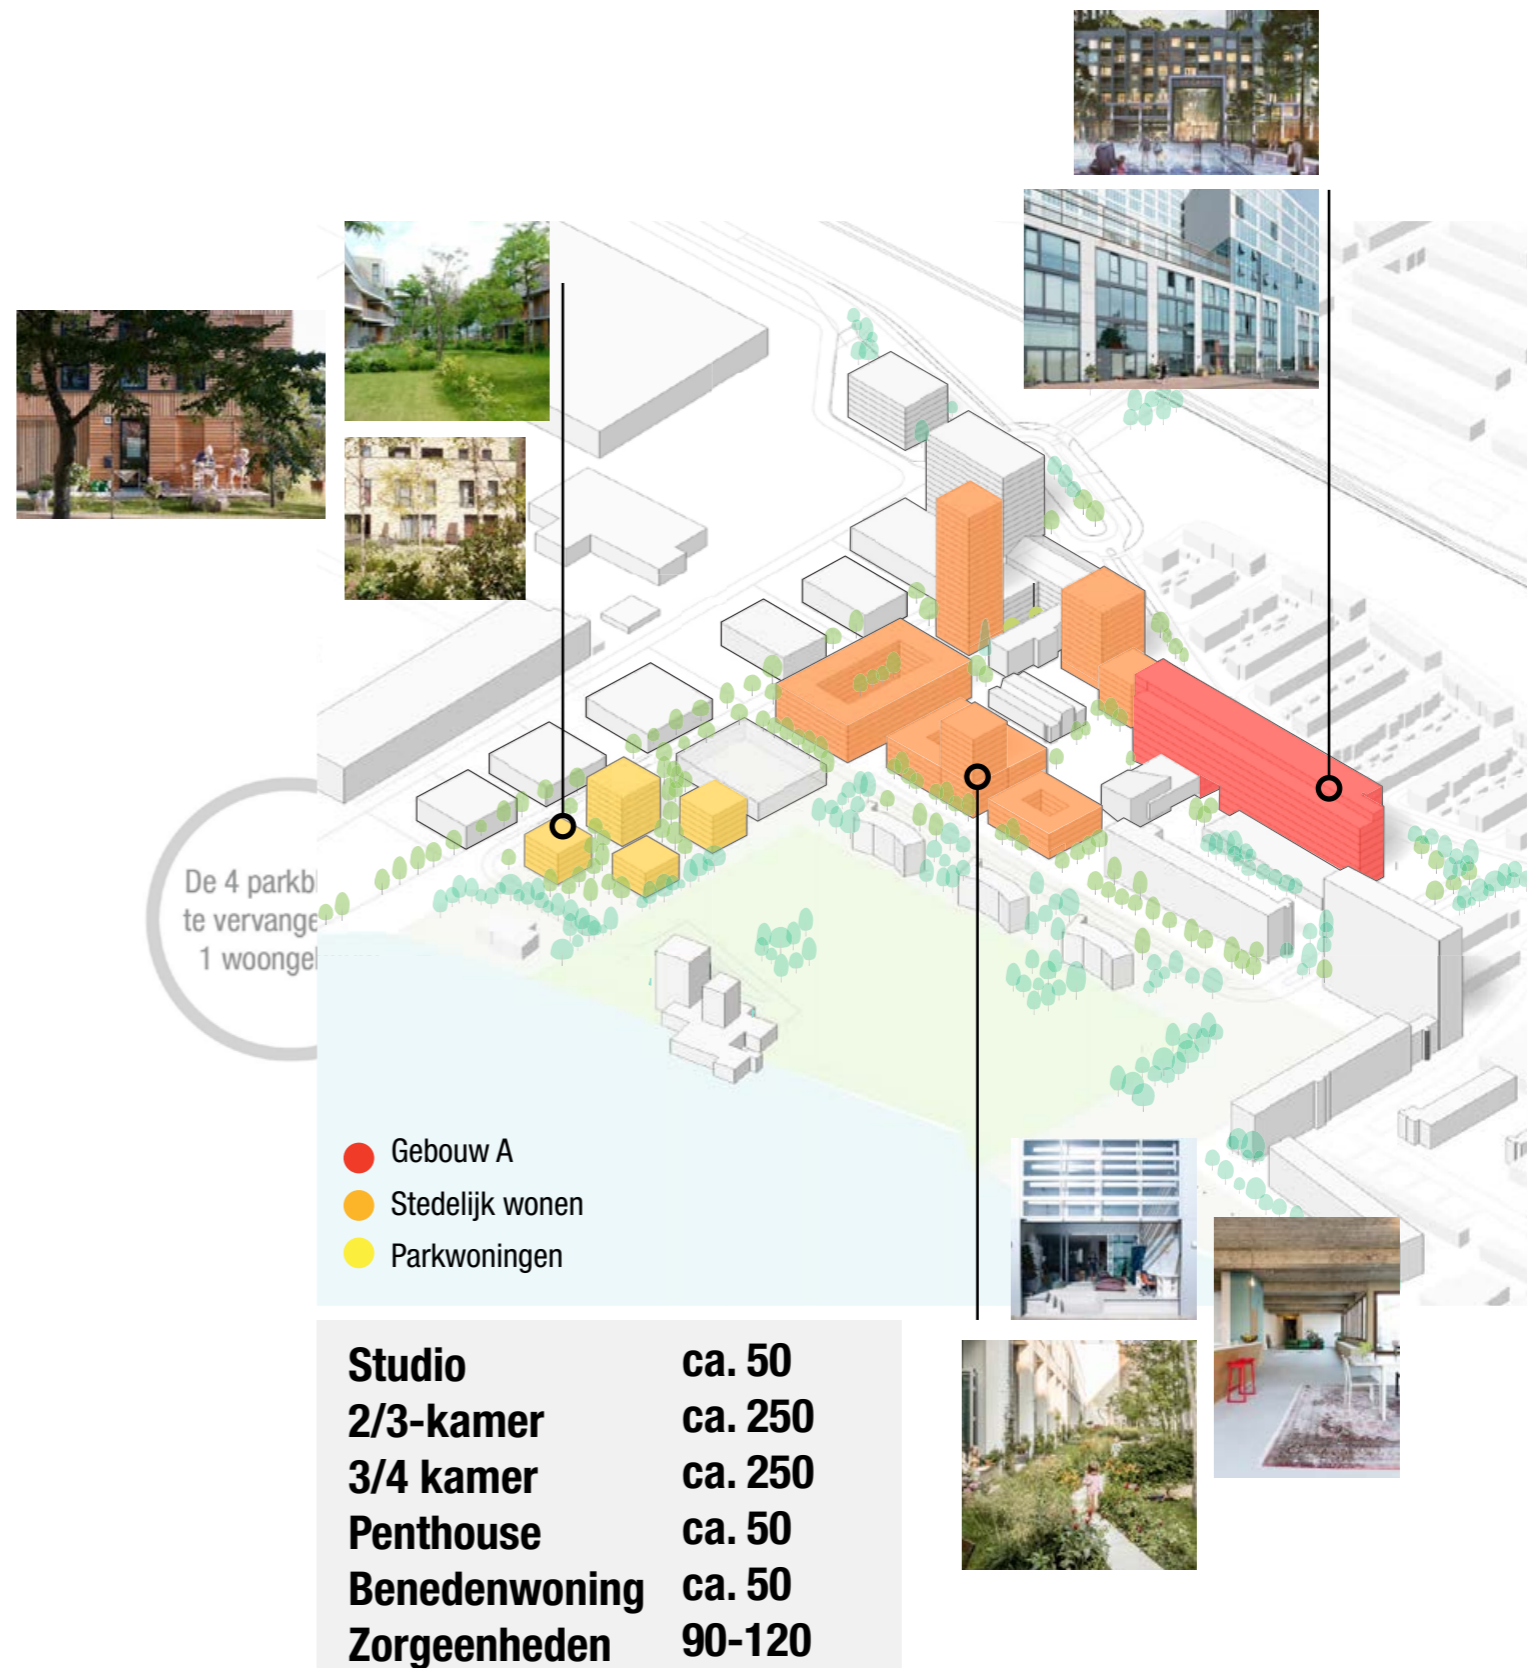 De 4 parkbl
te vervange
1 woongel
Gebouw A
Stedelijk wonen
Parkwoningen
Studio ca. 50
2/3-kamer ca. 250
3/4 kamer ca. 250
Penthouse ca. 50
Benedenwoning ca. 50
Zorgeenheden 90-120